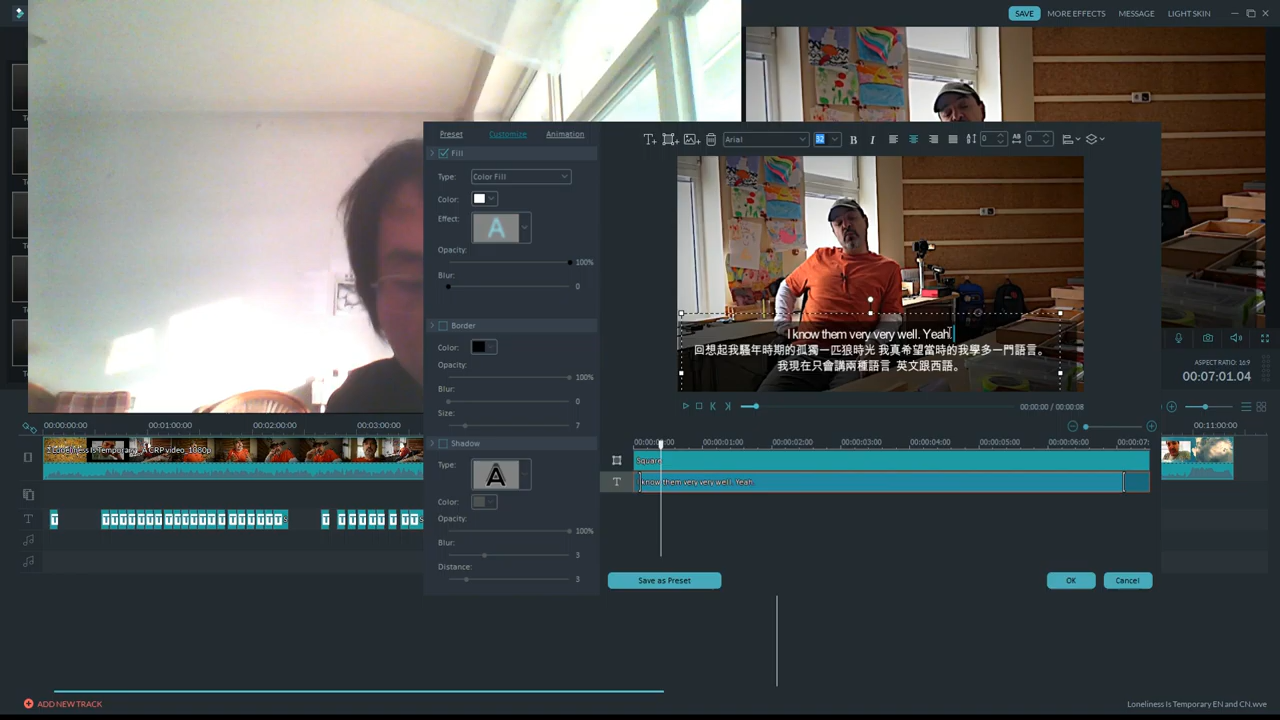 SAVE
MORE EFFECTS
MESSAGE
LIGHT SKIN
Preset
Customize
Animation
Fill
Type:
Color Fill
Color:
Effect:
A
Opacity:
100%
Blur:
0
Border
Color:
Opacity:
100%
Blur:
Size:
7
Shadow
Type:
A
Color:
Opacity:
100%
Blur:
3
Distance:
3
Arial
32
B
I
0
0
I know them very very well. Yeah.
回想起我騷年時期的孤獨一匹狼時光 我真希望當時的我學多一門語言。
我現在只會講兩種語言 英文跟西語。
00:00:00 / 00:00:08
ASPECT RATIO: 16:9
00:07:01.04
00:00:00:00
00:01:00:00
00:02:00:00
00:03:00:00
00:11:00:00
00:00:01:00
00:00:02:00
00:00:03:00
00:00:04:00
00:00:05:00
00:00:06:00
00:00:07:
Square
I know them very very well. Yeah.
Save as Preset
OK
Cancel
ADD NEW TRACK
Loneliness Is Temporary EN and CN.wve